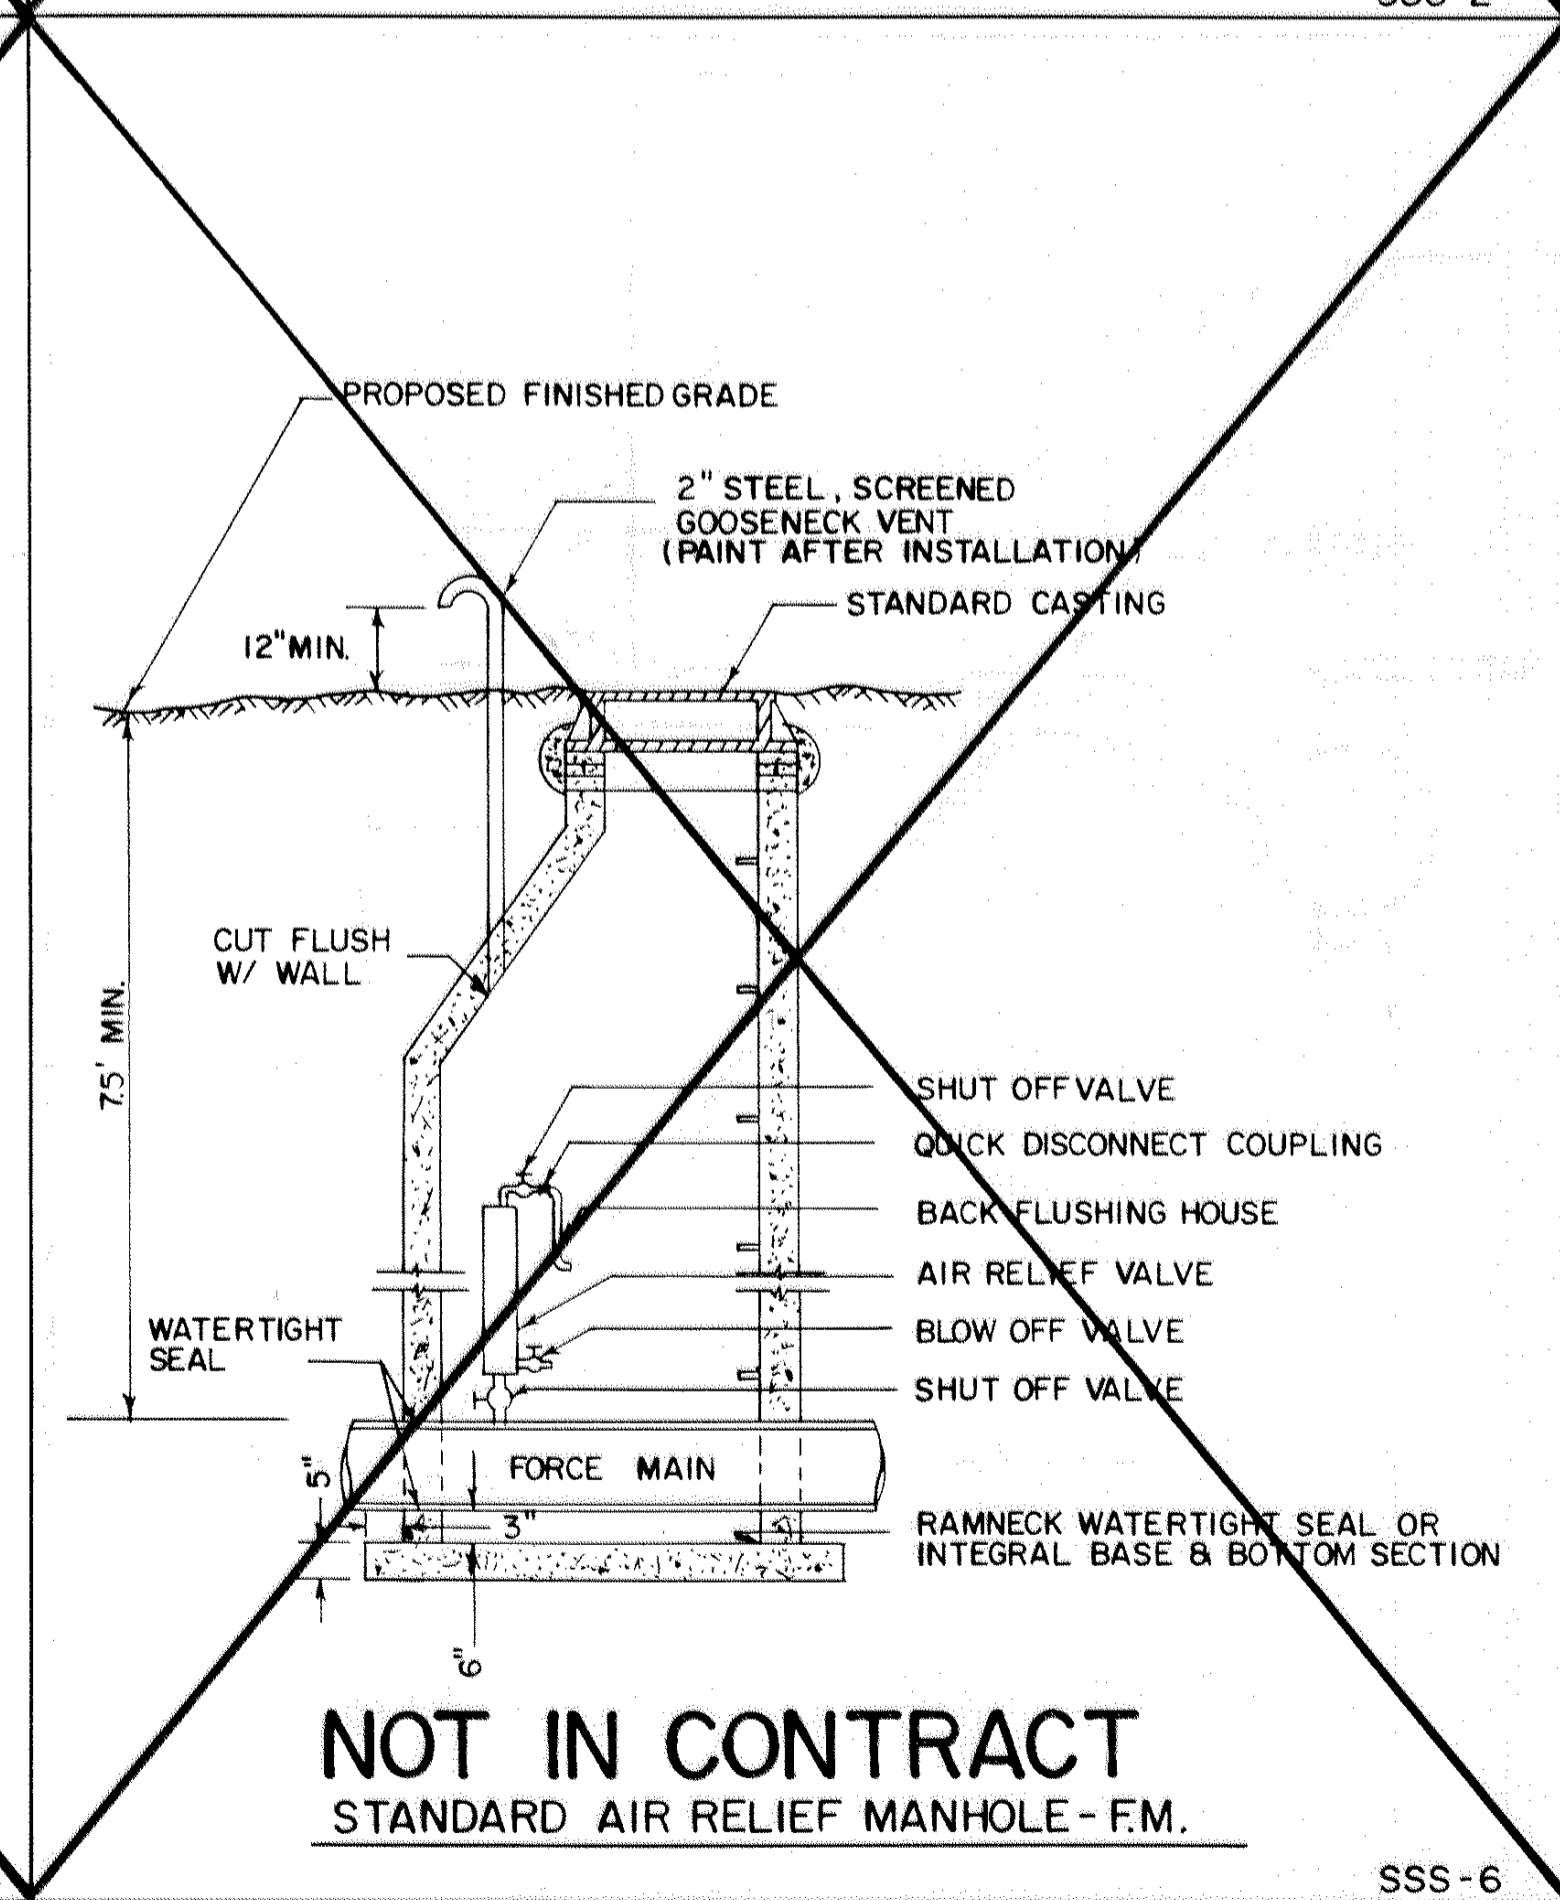 PROPOSED FINISHED GRADE
2" STEEL, SCREENED
GOOSENECK VENT
(PAINT AFTER INSTALLATION)
STANDARD CASTING
12" MIN.
CUT FLUSH
W/ WALL
7.5' MIN.
SHUT OFF VALVE
QUICK DISCONNECT COUPLING
BACK FLUSHING HOUSE
AIR RELIEF VALVE
WATERTIGHT
SEAL
BLOW OFF VALVE
SHUT OFF VALVE
FORCE MAIN
5"
3"
RAMNECK WATERTIGHT SEAL OR
INTEGRAL BASE & BOTTOM SECTION
6"
NOT IN CONTRACT
STANDARD AIR RELIEF MANHOLE - F.M.
SSS-6